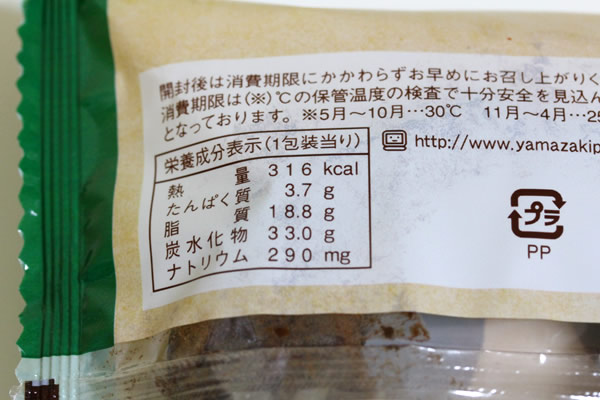 開封後は消費期限にかかわらずお早めにお召し上がりく
消費期限は(※)℃の保管温度の検査で十分安全を見込ん
となっております。※5月〜10月…30℃ 11月〜4月…25
栄養成分表示(1包装当り)
熱量 316 kcal
たんぱく質 3.7 g
脂質 18.8 g
炭水化物 33.0 g
ナトリウム 290 mg
http://www.yamazakip
プラ
PP